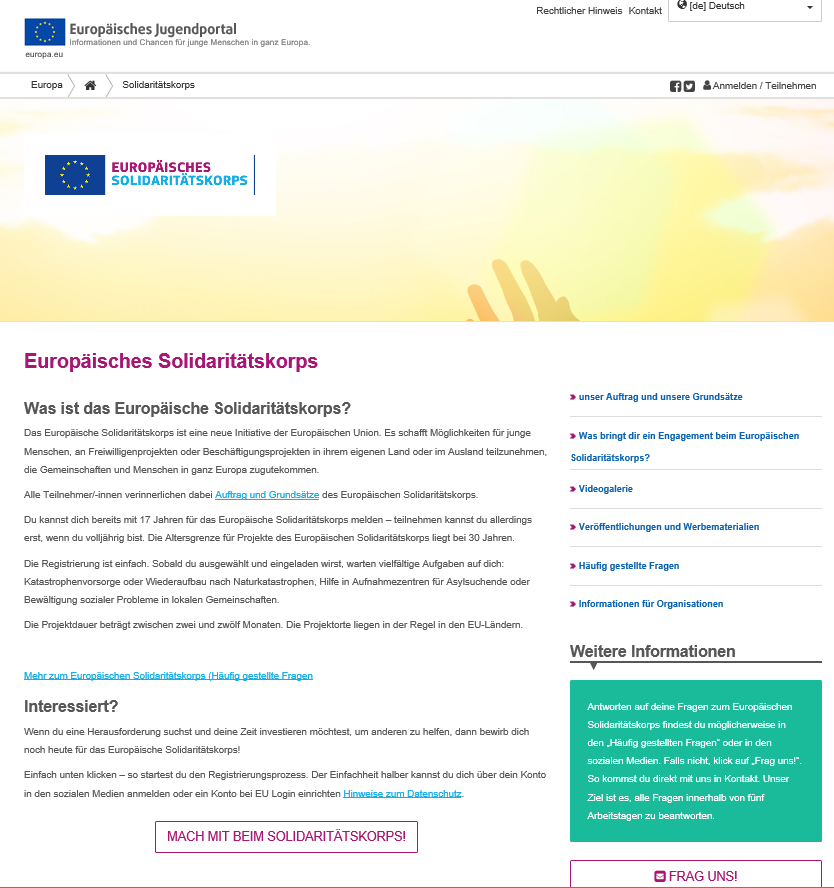 Rechtlicher Hinweis Kontakt [de] Deutsch
Europäisches Jugendportal
Informationen und Chancen für junge Menschen in ganz Europa.
europa.eu
Europa Solidaritätskorps Anmelden / Teilnehmen
EUROPÄISCHES
SOLIDARITÄTSKORPS
Europäisches Solidaritätskorps
Was ist das Europäische Solidaritätskorps?
Das Europäische Solidaritätskorps ist eine neue Initiative der Europäischen Union. Es schafft Möglichkeiten für junge
Menschen, an Freiwilligenprojekten oder Beschäftigungsprojekten in ihrem eigenen Land oder im Ausland teilzunehmen,
die Gemeinschaften und Menschen in ganz Europa zugutekommen.
Alle Teilnehmer/-innen verinnerlichen dabei Auftrag und Grundsätze des Europäischen Solidaritätskorps.
Du kannst dich bereits mit 17 Jahren für das Europäische Solidaritätskorps melden – teilnehmen kannst du allerdings
erst, wenn du volljährig bist. Die Altersgrenze für Projekte des Europäischen Solidaritätskorps liegt bei 30 Jahren.
Die Registrierung ist einfach. Sobald du ausgewählt und eingeladen wirst, warten vielfältige Aufgaben auf dich:
Katastrophenvorsorge oder Wiederaufbau nach Naturkatastrophen, Hilfe in Aufnahmezentren für Asylsuchende oder
Bewältigung sozialer Probleme in lokalen Gemeinschaften.
Die Projektdauer beträgt zwischen zwei und zwölf Monaten. Die Projektorte liegen in der Regel in den EU-Ländern.
Mehr zum Europäischen Solidaritätskorps (Häufig gestellte Fragen
Interessiert?
Wenn du eine Herausforderung suchst und deine Zeit investieren möchtest, um anderen zu helfen, dann bewirb dich
noch heute für das Europäische Solidaritätskorps!
Einfach unten klicken – so startest du den Registrierungsprozess. Der Einfachheit halber kannst du dich über dein Konto
in den sozialen Medien anmelden oder ein Konto bei EU Login einrichten Hinweise zum Datenschutz.
MACH MIT BEIM SOLIDARITÄTSKORPS!
» unser Auftrag und unsere Grundsätze
» Was bringt dir ein Engagement beim Europäischen
Solidaritätskorps?
» Videogalerie
» Veröffentlichungen und Werbematerialien
» Häufig gestellte Fragen
» Informationen für Organisationen
Weitere Informationen
Antworten auf deine Fragen zum Europäischen
Solidaritätskorps findest du möglicherweise in
den „Häufig gestellten Fragen" oder in den
sozialen Medien. Falls nicht, klick auf „Frag uns!".
So kommst du direkt mit uns in Kontakt. Unser
Ziel ist es, alle Fragen innerhalb von fünf
Arbeitstagen zu beantworten.
FRAG UNS!